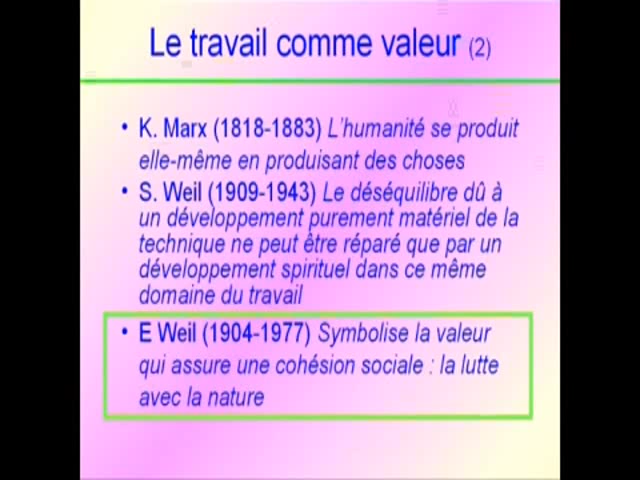 Le travail comme valeur (2)
• K. Marx (1818-1883) L'humanité se produit
elle-même en produisant des choses
• S. Weil (1909-1943) Le déséquilibre dû à
un développement purement matériel de la
technique ne peut être réparé que par un
développement spirituel dans ce même
domaine du travail
• E Weil (1904-1977) Symbolise la valeur
qui assure une cohésion sociale : la lutte
avec la nature